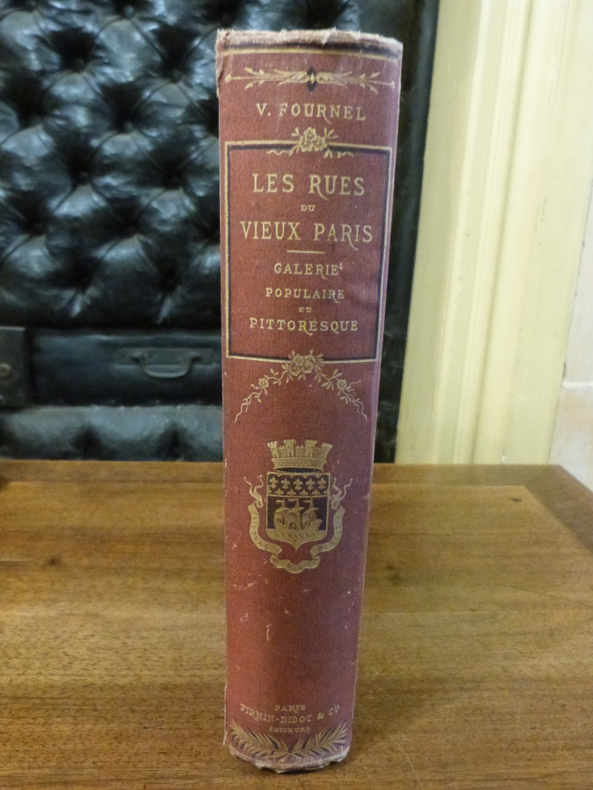 V. FOURNEL
LES RUES
DU
VIEUX PARIS
GALERIE
POPULAIRE
ET
PITTORESQUE
PARIS
FIRMIN-DIDOT & Cie
ÉDITEURS